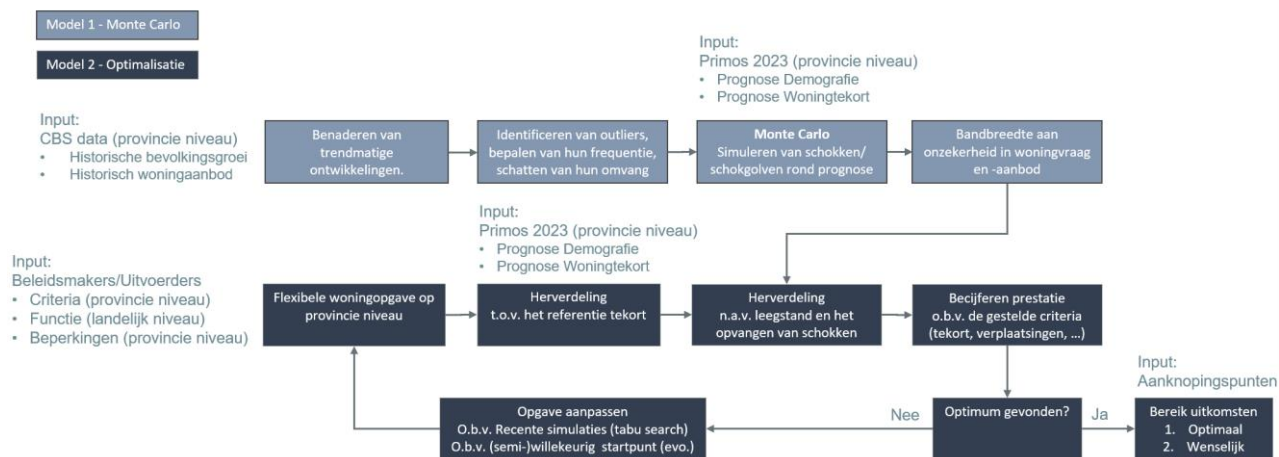 Model 1 - Monte Carlo
Model 2 - Optimalisatie
Input:
Primos 2023 (provincie niveau)
• Prognose Demografie
• Prognose Woningtekort
Input:
CBS data (provincie niveau)
• Historische bevolkingsgroei
• Historisch woningaanbod
Benaderen van
trendmatige
ontwikkelingen.
Identificeren van outliers,
bepalen van hun frequentie,
schatten van hun omvang
Monte Carlo
Simuleren van schokken/
schokgolven rond prognose
Bandbreedte aan
onzekerheid in woningvraag
en -aanbod
Input:
Primos 2023 (provincie niveau)
• Prognose Demografie
• Prognose Woningtekort
Input:
Beleidsmakers/Uitvoerders
• Criteria (provincie niveau)
• Functie (landelijk niveau)
• Beperkingen (provincie niveau)
Flexibele woningopgave op
provincie niveau
Herverdeling
t.o.v. het referentie tekort
Herverdeling
n.a.v. leegstand en het
opvangen van schokken
Becijferen prestatie
o.b.v. de gestelde criteria
(tekort, verplaatsingen, ...)
Input:
Aanknopingspunten
Opgave aanpassen
O.b.v. Recente simulaties (tabu search)
O.b.v. (semi-)willekeurig startpunt (evo.)
Nee
Optimum gevonden?
Ja
Bereik uitkomsten
1. Optimaal
2. Wenselijk